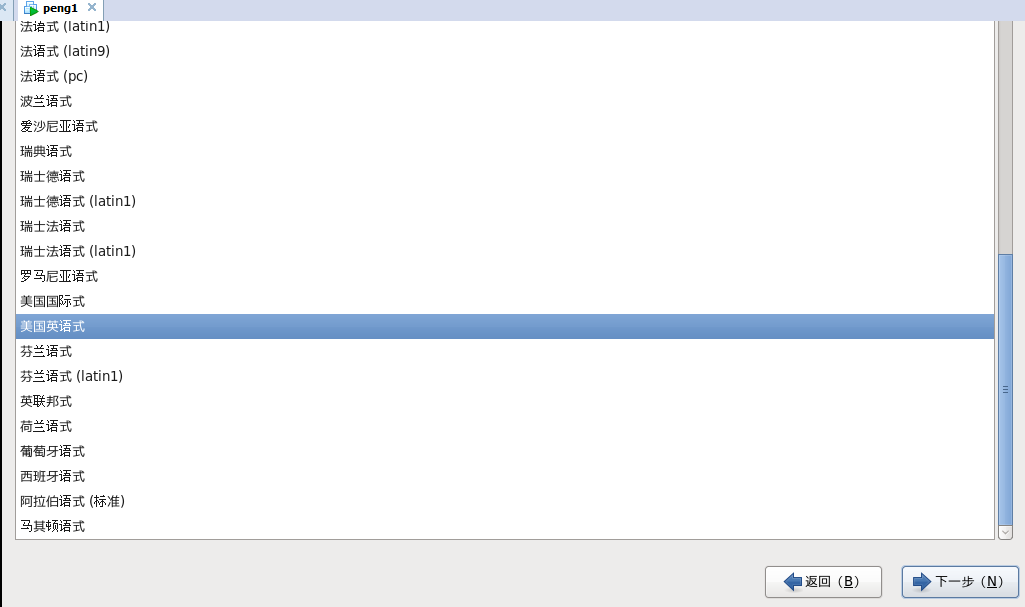 peng1
法语式 (latin1)
法语式 (latin9)
法语式 (pc)
波兰语式
爱沙尼亚语式
瑞典语式
瑞士德语式
瑞士德语式 (latin1)
瑞士法语式
瑞士法语式 (latin1)
罗马尼亚语式
美国国际式
美国英语式
芬兰语式
芬兰语式 (latin1)
英联邦式
荷兰语式
葡萄牙语式
西班牙语式
阿拉伯语式 (标准)
马其顿语式
返回（B） 下一步（N）